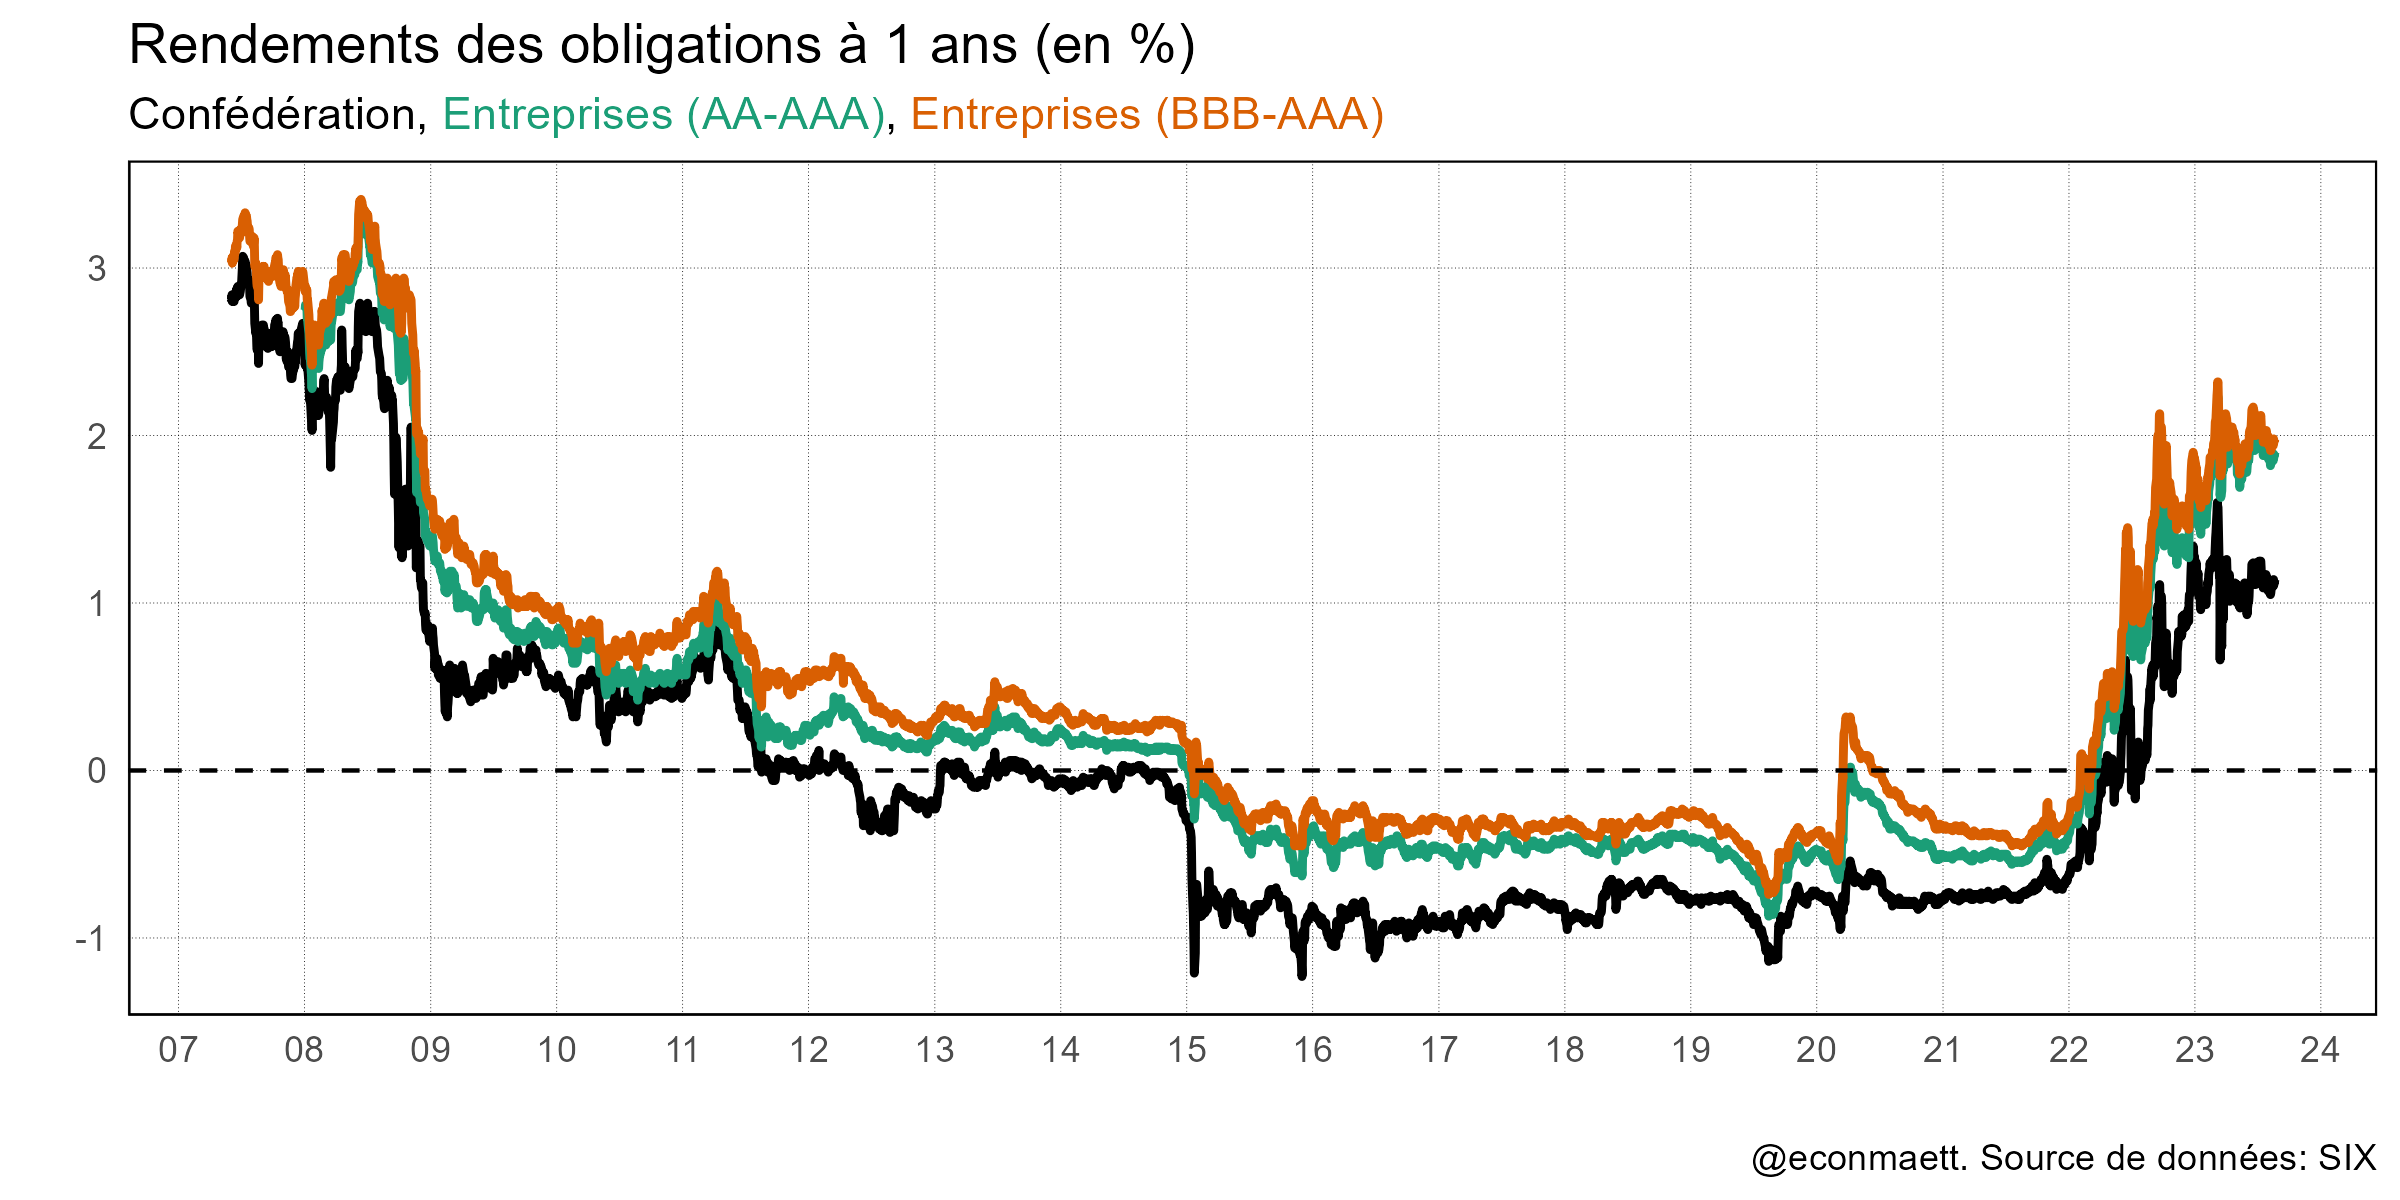 Rendements des obligations à 1 ans (en %)
Confédération, Entreprises (AA-AAA), Entreprises (BBB-AAA)
3
2
1
0
-1
07 08 09 10 11 12 13 14 15 16 17 18 19 20 21 22 23 24
@econmaett. Source de données: SIX